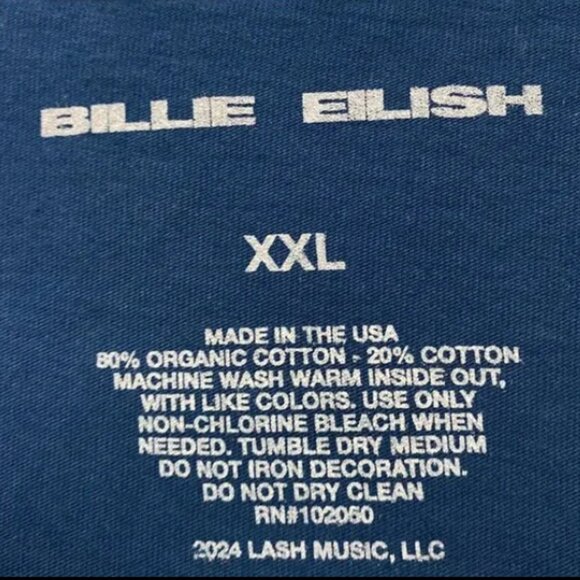 BILLIE EILISH
XXL
MADE IN THE USA
80% ORGANIC COTTON - 20% COTTON
MACHINE WASH WARM INSIDE OUT,
WITH LIKE COLORS. USE ONLY
NON-CHLORINE BLEACH WHEN
NEEDED. TUMBLE DRY MEDIUM
DO NOT IRON DECORATION.
DO NOT DRY CLEAN
RN#102050
2024 LASH MUSIC, LLC